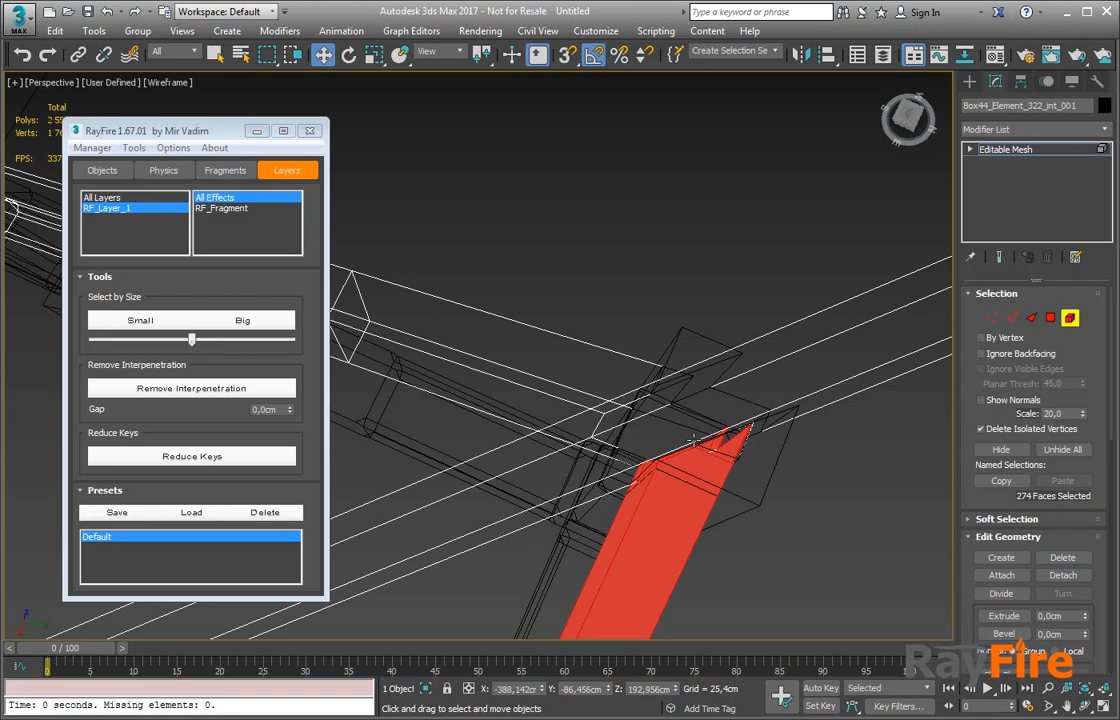 Autodesk 3ds Max 2017 - Not for Resale Untitled
3
MAX
Workspace: Default
Type a keyword or phrase
Sign In
Edit Tools Group Views Create Modifiers Animation Graph Editors Rendering Civil View Customize Scripting Content Help
All
View
Create Selection Se
[+] [Perspective] [User Defined] [Wireframe]
Total
Polys: 2 55
Verts: 1 76
FPS: 337
RayFire 1.67.01 by Mir Vadim
Manager Tools Options About
Objects Physics Fragments Layers
All Layers
RF_Layer_1
All Effects
RF_Fragment
Tools
Select by Size
Small Big
Remove Interpenetration
Remove Interpenetration
Gap 0,0cm
Reduce Keys
Reduce Keys
Presets
Save Load Delete
Default
Box44_Element_322_int_001
Modifier List
Editable Mesh
Selection
By Vertex
Ignore Backfacing
Ignore Visible Edges
Planar Thresh: 45,0
Show Normals
Scale: 20,0
Delete Isolated Vertices
Hide Unhide All
Named Selections:
Copy Paste
274 Faces Selected
Soft Selection
Edit Geometry
Create Delete
Attach Detach
Divide Turn
Extrude 0,0cm
Bevel 0,0cm
Local
RayFire
0 / 100
0 5 10 15 20 25 30 35 40 45 50 55 60 65 70 75 80 85 90 95 100
Time: 0 seconds. Missing elements: 0.
1 Object
X: -388,142cr Y: -86,456cm Z: 192,956cm Grid = 25,4cm
Click and drag to select and move objects
Add Time Tag
Auto Key Selected
Set Key Key Filters...
0